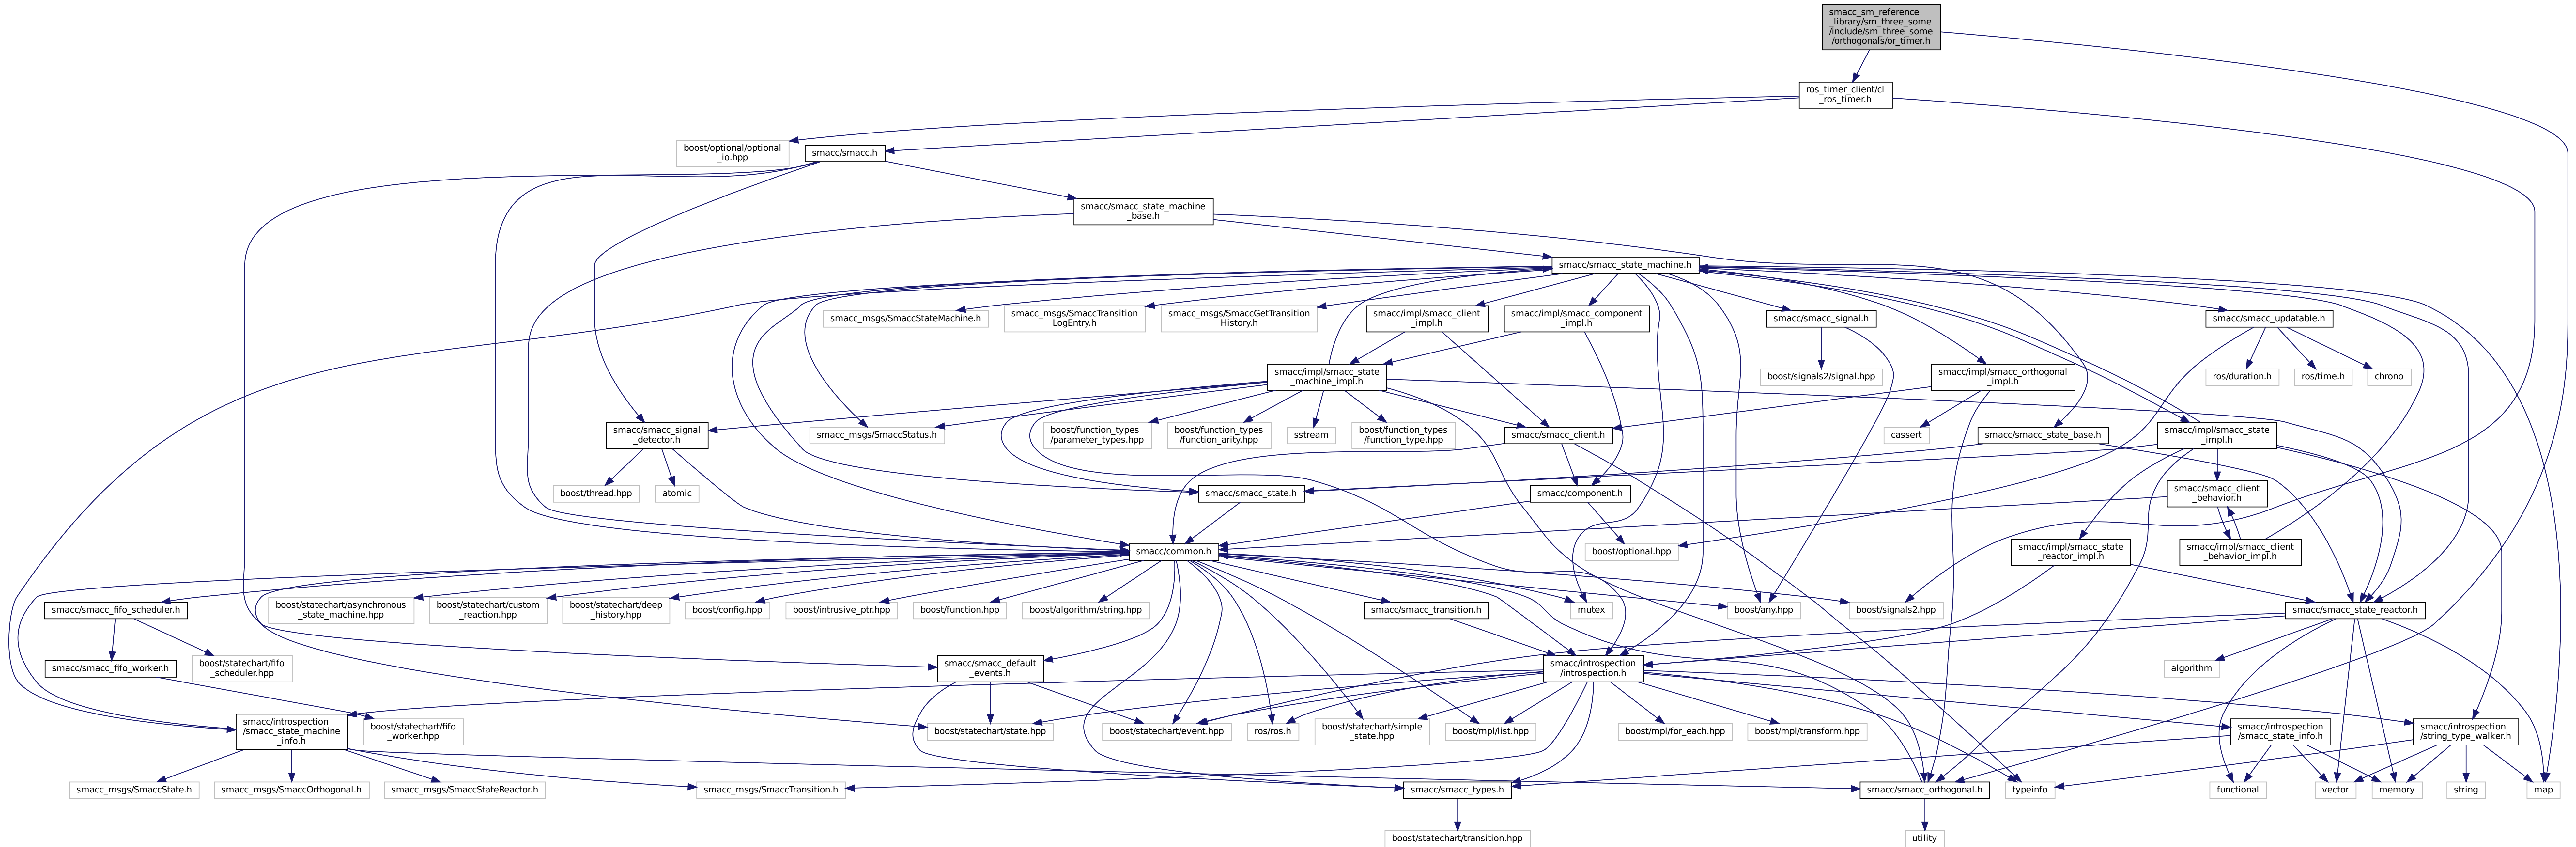 smacc_sm_reference
_library/sm_three_some
/include/sm_three_some
/orthogonals/or_timer.h
ros_timer_client/cl
_ros_timer.h
boost/optional/optional
_io.hpp
smacc/smacc.h
smacc/smacc_state_machine
_base.h
smacc/smacc_state_machine.h
smacc_msgs/SmaccStateMachine.h
smacc_msgs/SmaccTransition
LogEntry.h
smacc_msgs/SmaccGetTransition
History.h
smacc/impl/smacc_client
_impl.h
smacc/impl/smacc_component
_impl.h
smacc/smacc_signal.h
smacc/smacc_updatable.h
smacc/impl/smacc_state
_machine_impl.h
boost/signals2/signal.hpp
smacc/impl/smacc_orthogonal
_impl.h
ros/duration.h
ros/time.h
chrono
smacc/smacc_signal
_detector.h
smacc_msgs/SmaccStatus.h
boost/function_types
/parameter_types.hpp
boost/function_types
/function_arity.hpp
sstream
boost/function_types
/function_type.hpp
smacc/smacc_client.h
cassert
smacc/smacc_state_base.h
smacc/impl/smacc_state
_impl.h
boost/thread.hpp
atomic
smacc/smacc_state.h
smacc/component.h
smacc/smacc_client
_behavior.h
smacc/common.h
boost/optional.hpp
smacc/impl/smacc_state
_reactor_impl.h
smacc/impl/smacc_client
_behavior_impl.h
smacc/smacc_fifo_scheduler.h
boost/statechart/asynchronous
_state_machine.hpp
boost/statechart/custom
_reaction.hpp
boost/statechart/deep
_history.hpp
boost/config.hpp
boost/intrusive_ptr.hpp
boost/function.hpp
boost/algorithm/string.hpp
smacc/smacc_transition.h
mutex
boost/any.hpp
boost/signals2.hpp
smacc/smacc_state_reactor.h
smacc/smacc_fifo_worker.h
boost/statechart/fifo
_scheduler.hpp
smacc/smacc_default
_events.h
smacc/introspection
/introspection.h
algorithm
smacc/introspection
/smacc_state_machine
_info.h
boost/statechart/fifo
_worker.hpp
boost/statechart/state.hpp
boost/statechart/event.hpp
ros/ros.h
boost/statechart/simple
_state.hpp
boost/mpl/list.hpp
boost/mpl/for_each.hpp
boost/mpl/transform.hpp
smacc/introspection
/smacc_state_info.h
smacc/introspection
/string_type_walker.h
smacc_msgs/SmaccState.h
smacc_msgs/SmaccOrthogonal.h
smacc_msgs/SmaccStateReactor.h
smacc_msgs/SmaccTransition.h
smacc/smacc_types.h
smacc/smacc_orthogonal.h
typeinfo
functional
vector
memory
string
map
boost/statechart/transition.hpp
utility